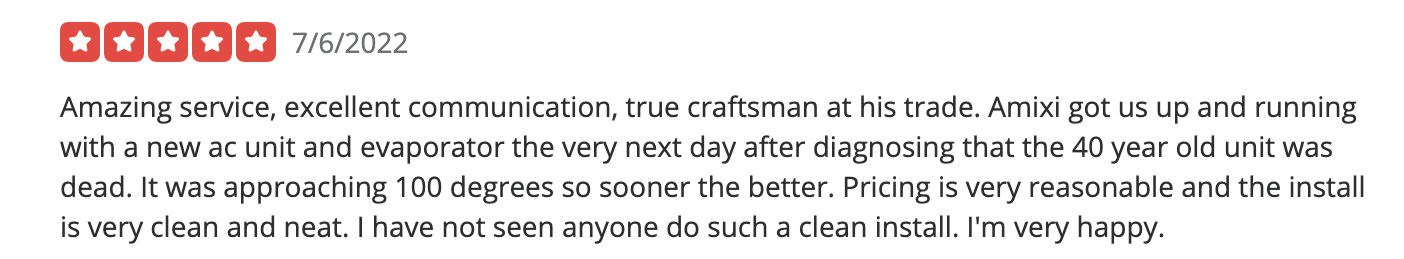 7/6/2022
Amazing service, excellent communication, true craftsman at his trade. Amixi got us up and running
with a new ac unit and evaporator the very next day after diagnosing that the 40 year old unit was
dead. It was approaching 100 degrees so sooner the better. Pricing is very reasonable and the install
is very clean and neat. I have not seen anyone do such a clean install. I'm very happy.